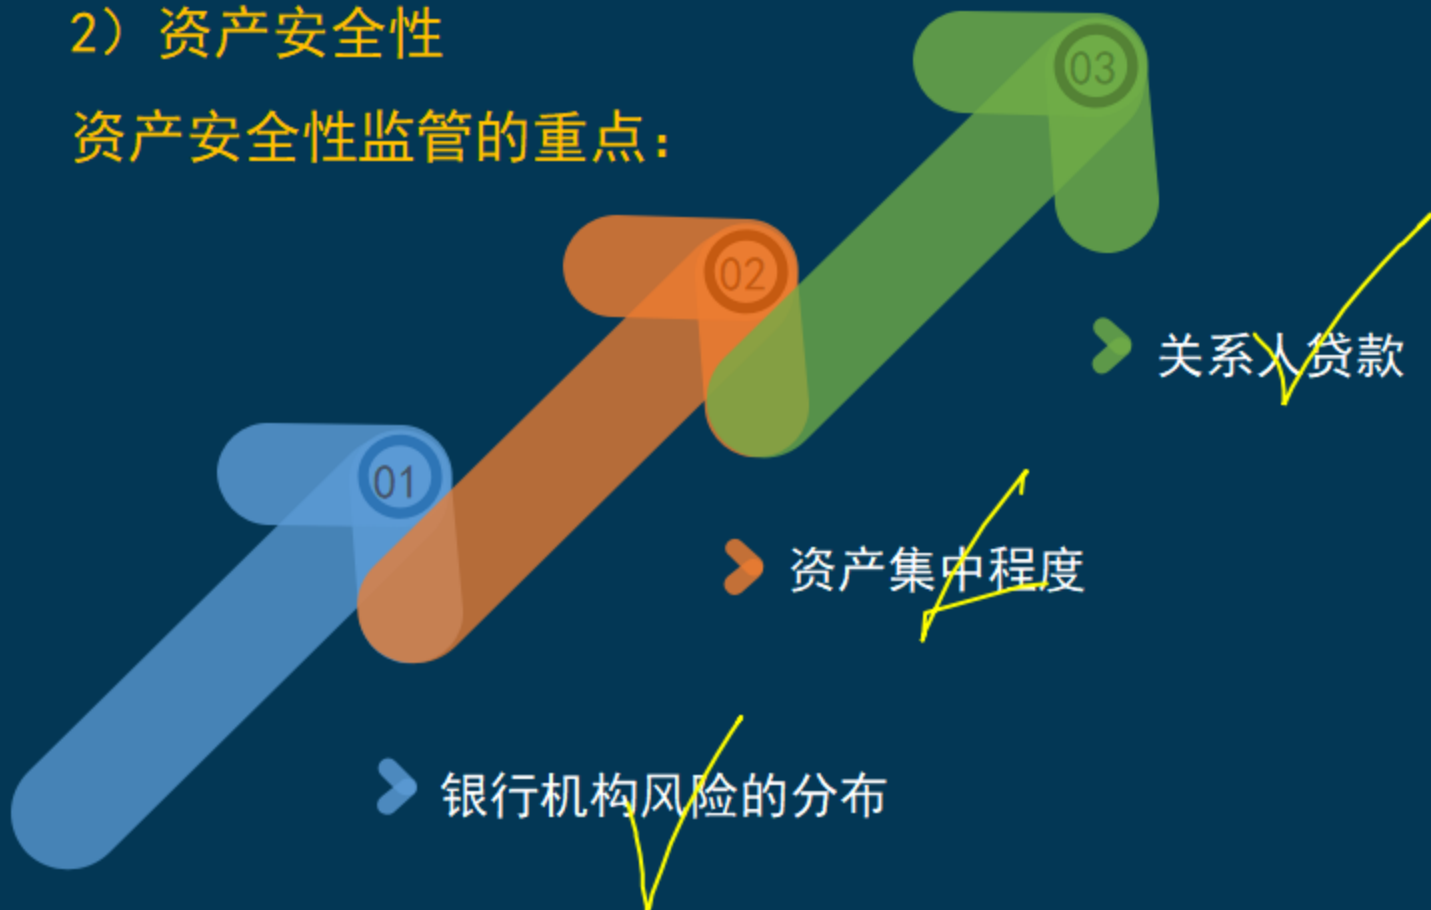 2）资产安全性
资产安全性监管的重点：
03
02
关系人贷款
01
资产集中程度
银行机构风险的分布